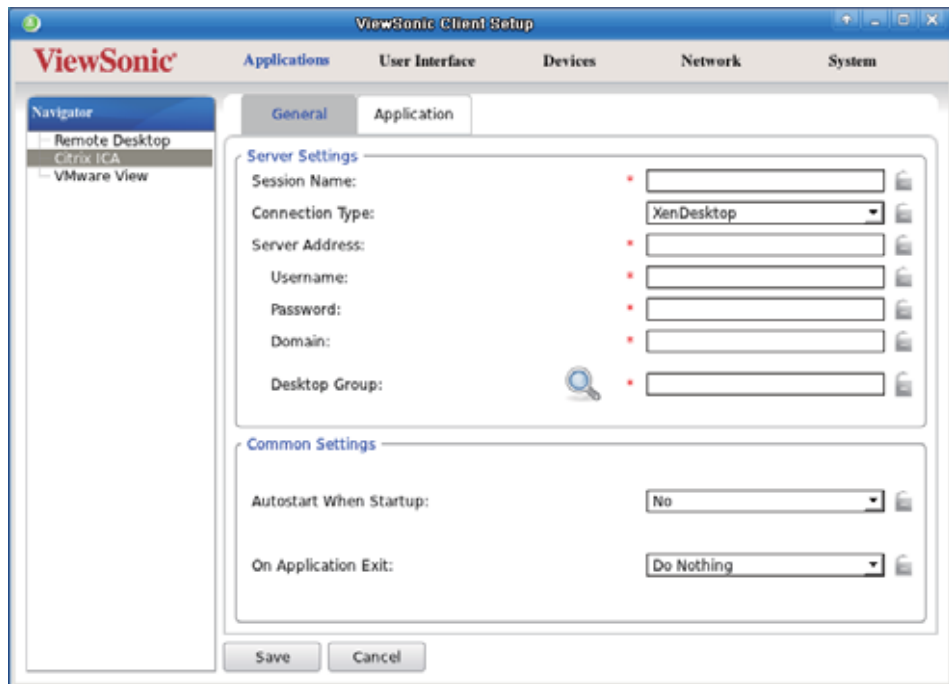 ViewSonic Client Setup
ViewSonic®
Applications
User Interface
Devices
Network
System
Navigator
Remote Desktop
Citrix ICA
VMware View
General
Application
Server Settings
Session Name: *
Connection Type: XenDesktop
Server Address: *
Username: *
Password: *
Domain: *
Desktop Group: *
Common Settings
Autostart When Startup: No
On Application Exit: Do Nothing
Save
Cancel